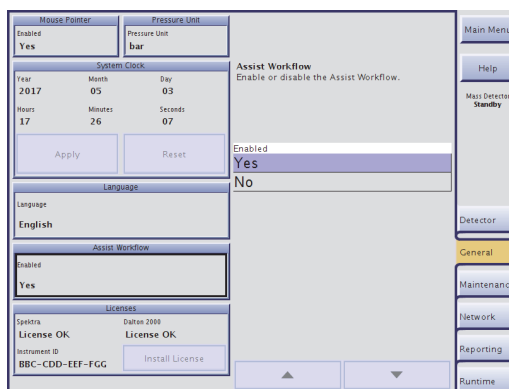 Mouse Pointer
Enabled
Yes
Pressure Unit
Pressure Unit
bar
System Clock
Year Month Day
2017 05 03
Hours Minutes Seconds
17 26 07
Apply Reset
Language
Language
English
Assist Workflow
Enabled
Yes
Licenses
Spektra Dalton 2000
License OK License OK
Instrument ID
BBC-CDD-EEF-FGG
Install License
Assist Workflow
Enable or disable the Assist Workflow.
Enabled
Yes
No
Main Menu
Help
Mass Detector
Standby
Detector
General
Maintenanc
Network
Reporting
Runtime